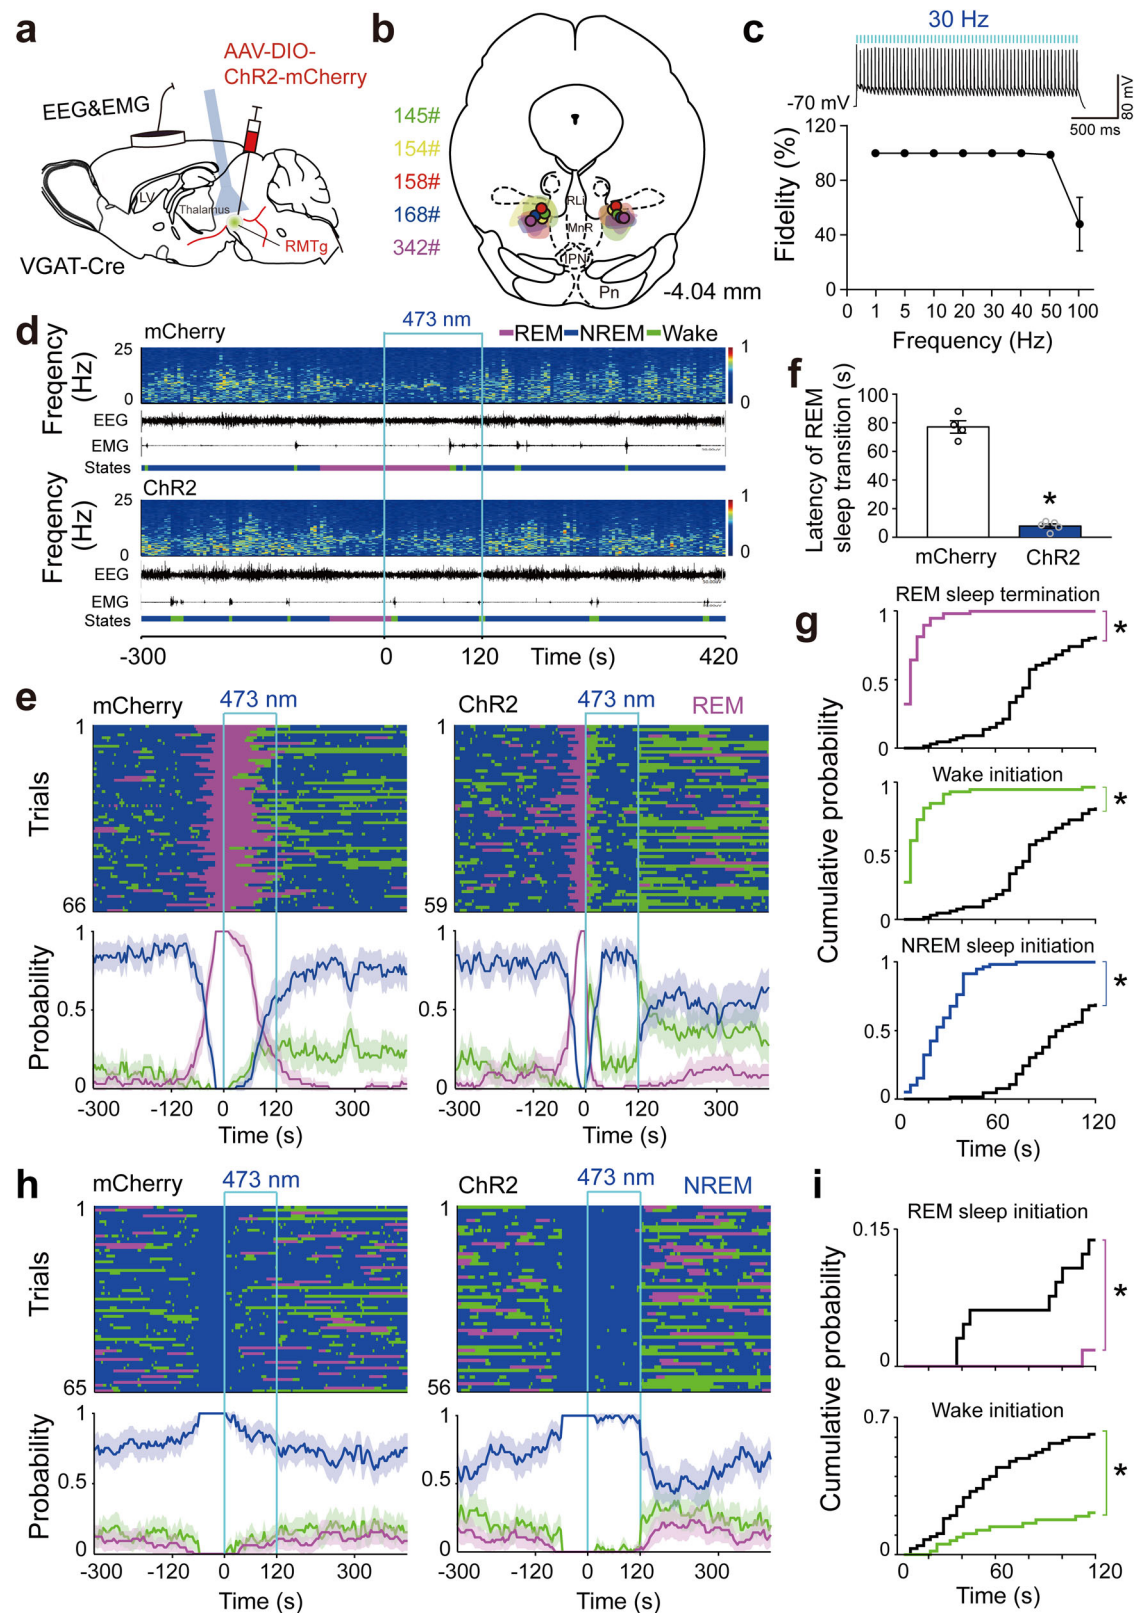 a
AAV-DIO-
ChR2-mCherry
EEG&EMG
LV
Thalamus
RMTg
VGAT-Cre
b
145#
154#
158#
168#
342#
RLi
MnR
IPN
Pn
-4.04 mm
c
30 Hz
-70 mV
80 mV
500 ms
Fidelity (%)
120
80
40
0
0 1 5 10 20 30 40 50 100
Frequency (Hz)
d
mCherry
473 nm
REM NREM Wake
Freqency
(Hz)
25
0
1
0
EEG
EMG
States
ChR2
Freqency
(Hz)
25
0
1
0
EEG
EMG
States
-300 0 120 Time (s) 420
f
Latency of REM
sleep transition (s)
100
80
60
40
20
0
*
mCherry ChR2
e
mCherry
473 nm
ChR2
473 nm
REM
Trials
1
66
1
59
Probability
1
0.5
0
1
0.5
0
-300 -120 0 120 300
Time (s)
-300 -120 0 120 300
Time (s)
g
Cumulative probability
REM sleep termination
1
0.5
0
*
Wake initiation
1
0.5
0
*
NREM sleep initiation
1
0.5
0
*
0 60 120
Time (s)
h
mCherry
473 nm
ChR2
473 nm
NREM
Trials
1
65
1
56
Probability
1
0.5
0
1
0.5
0
-300 -120 0 120 300
Time (s)
-300 -120 0 120 300
Time (s)
i
Cumulative probability
REM sleep initiation
0.15
0
*
Wake initiation
0.7
0
*
0 60 120
Time (s)